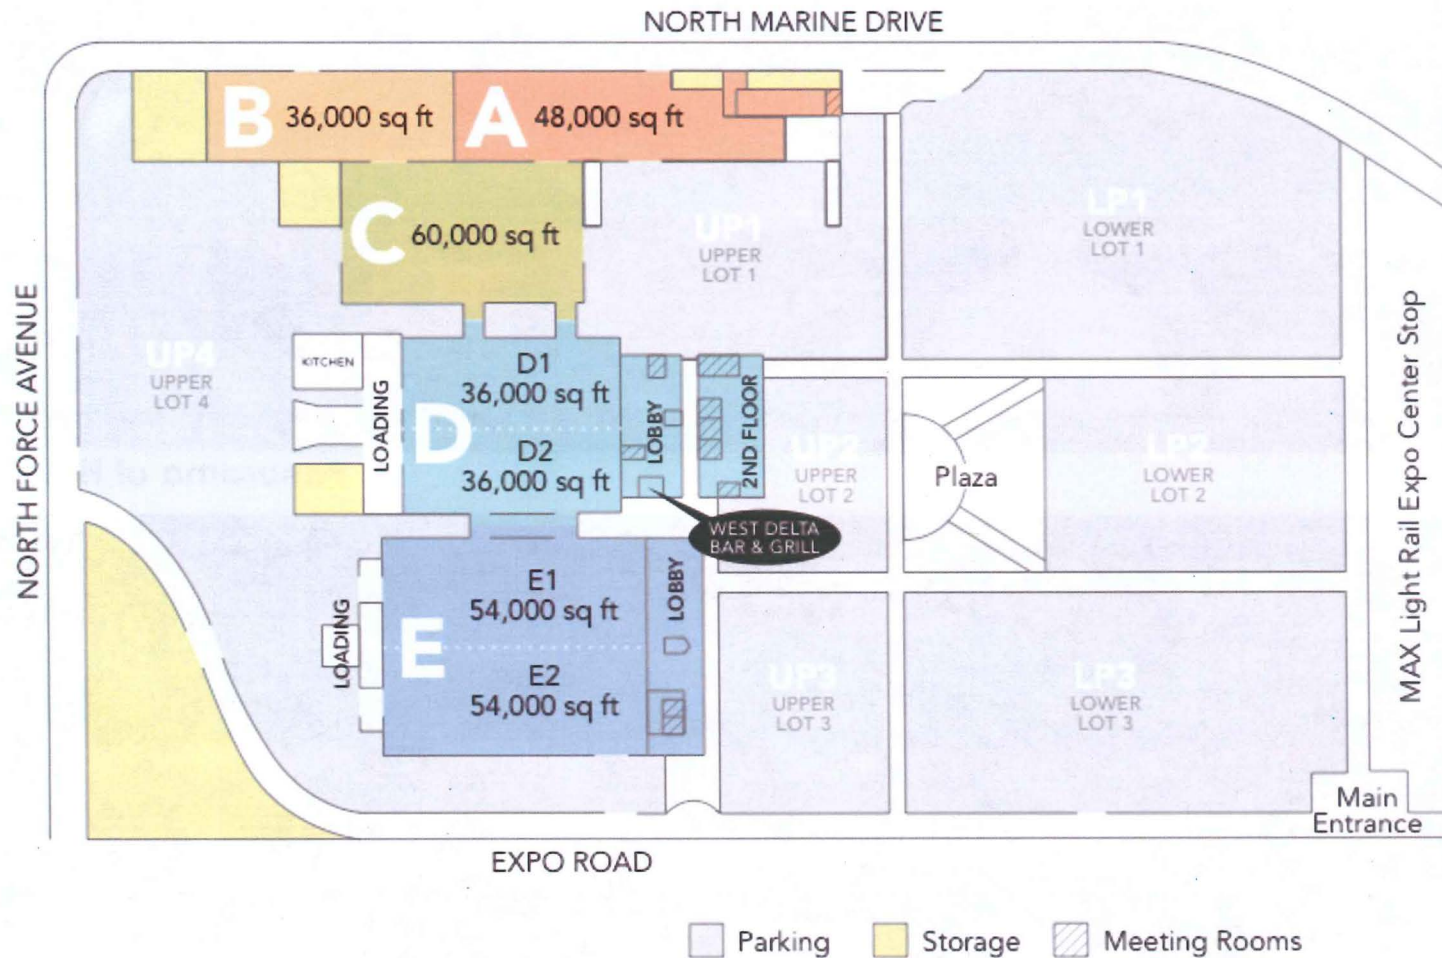 NORTH MARINE DRIVE
B 36,000 sq ft
A 48,000 sq ft
C 60,000 sq ft
UP1
UPPER
LOT 1
LP1
LOWER
LOT 1
NORTH FORCE AVENUE
UP4
UPPER
LOT 4
KITCHEN
LOADING
D
D1
36,000 sq ft
D2
36,000 sq ft
LOBBY
2ND FLOOR
WEST DELTA
BAR & GRILL
UP2
UPPER
LOT 2
Plaza
LP2
LOWER
LOT 2
MAX Light Rail Expo Center Stop
LOADING
E
E1
54,000 sq ft
E2
54,000 sq ft
LOBBY
UP3
UPPER
LOT 3
LP3
LOWER
LOT 3
Main
Entrance
EXPO ROAD
Parking
Storage
Meeting Rooms